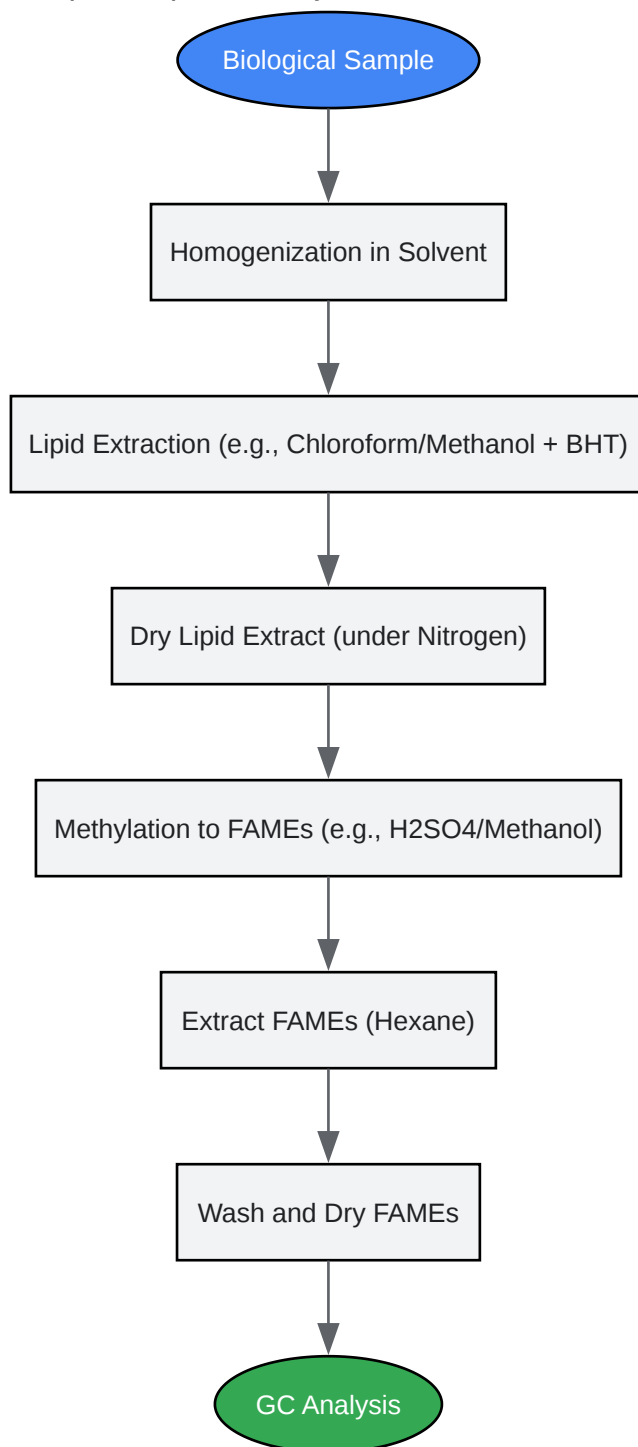 Biological Sample
Homogenization in Solvent
Lipid Extraction (e.g., Chloroform/Methanol + BHT)
Dry Lipid Extract (under Nitrogen)
Methylation to FAMEs (e.g., H2SO4/Methanol)
Extract FAMEs (Hexane)
Wash and Dry FAMEs
GC Analysis